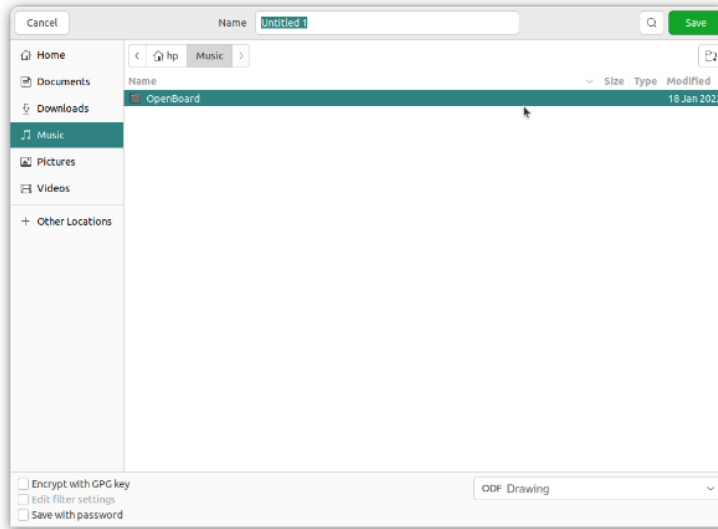 Cancel Name Untitled 1 Save
Home
hp Music
Documents
Name Size Type Modified
Downloads
OpenBoard 18 Jan 202
Music
Pictures
Videos
Other Locations
Encrypt with GPG key
Edit filter settings
Save with password
ODF Drawing